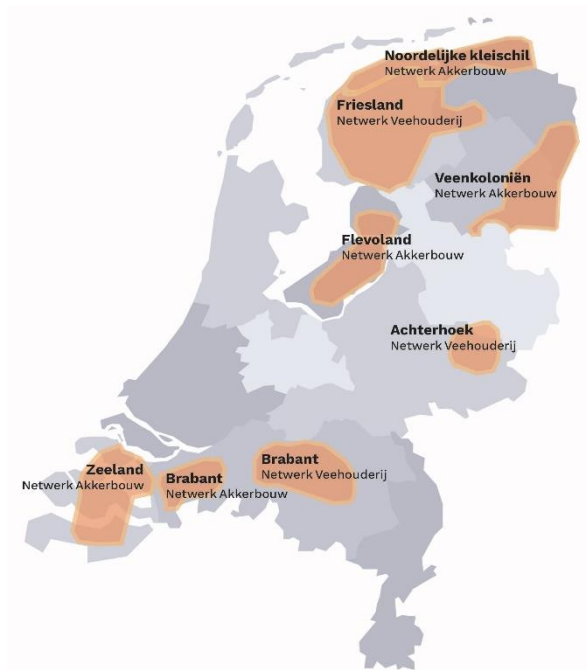 Noordelijke kleischil
Netwerk Akkerbouw
Friesland
Netwerk Veehouderij
Veenkoloniën
Netwerk Akkerbouw
Flevoland
Netwerk Akkerbouw
Achterhoek
Netwerk Veehouderij
Brabant
Netwerk Veehouderij
Zeeland
Netwerk Akkerbouw
Brabant
Netwerk Akkerbouw